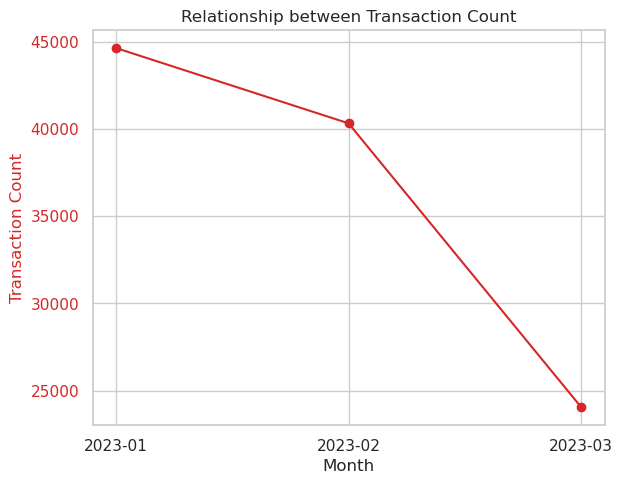 Relationship between Transaction Count
45000
40000
35000
30000
25000
Transaction Count
2023-01
2023-02
2023-03
Month